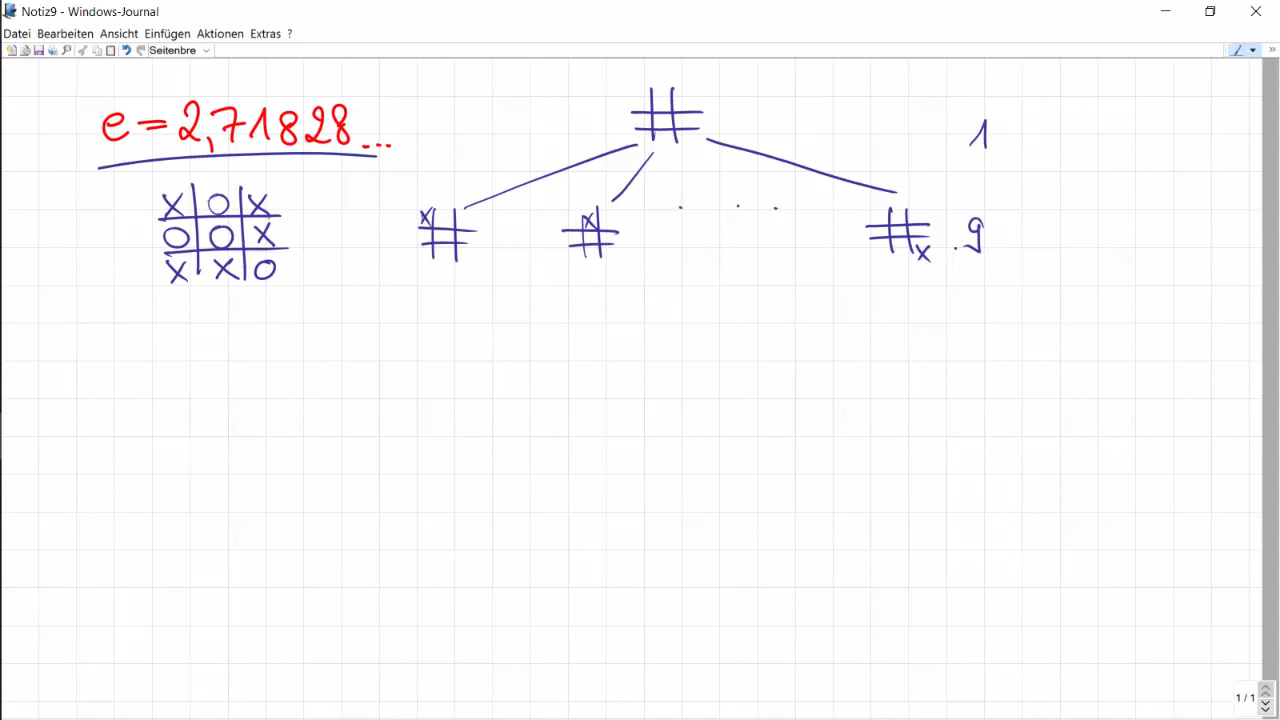 Notiz9 - Windows-Journal
Datei Bearbeiten Ansicht Einfügen Aktionen Extras ?
Seitenbre
e = 2,71828...
1
X O X
O O X
X X O
X
X
X
. 9
1 / 1